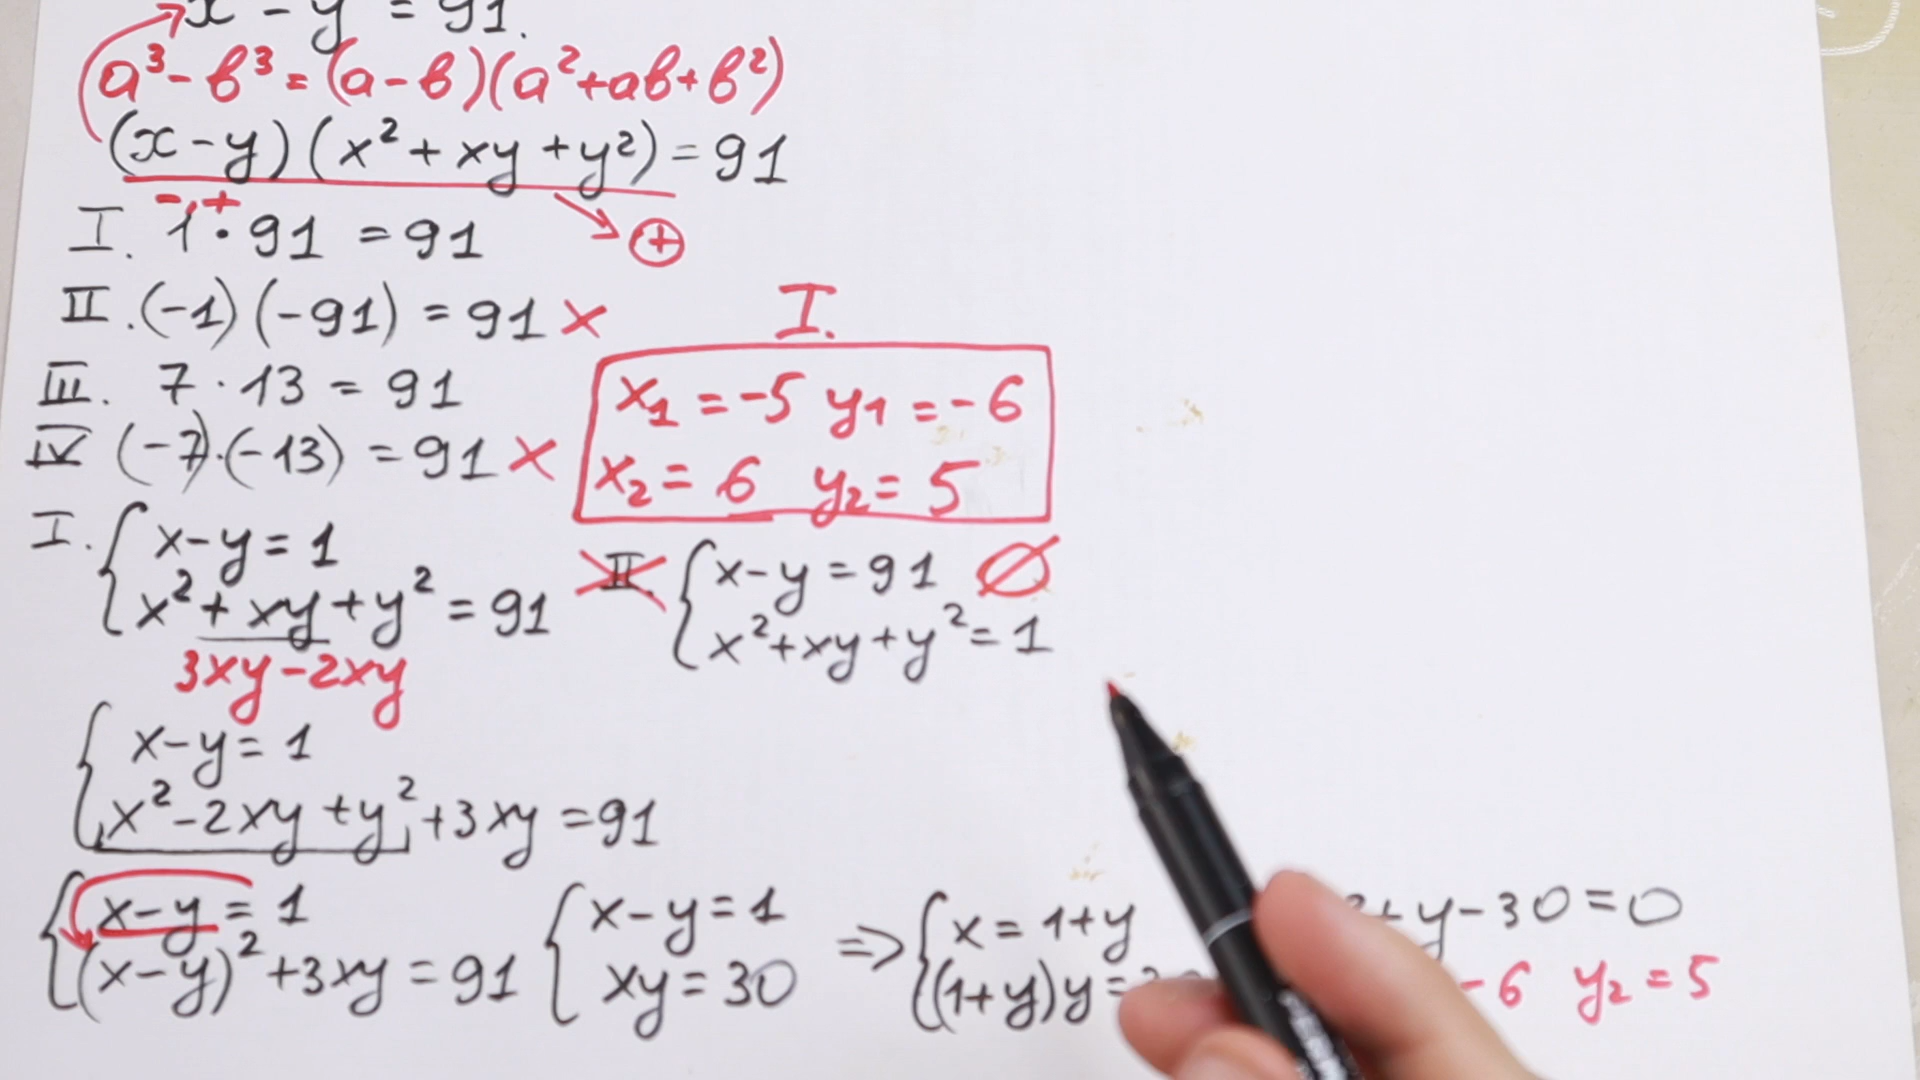 x - y = 91.
a³ - b³ = (a - b)(a² + ab + b²)
(x - y)(x² + xy + y²) = 91
- +
I. 1 · 91 = 91
⊕
II. (-1)(-91) = 91 ×
III. 7 · 13 = 91
IV (-7)·(-13) = 91 ×
I.
x₁ = -5 y₁ = -6
x₂ = 6 y₂ = 5
I. { x - y = 1
x² + xy + y² = 91
3xy - 2xy
II. { x - y = 91 ∅
x² + xy + y² = 1
{ x - y = 1
x² - 2xy + y² + 3xy = 91
{ x - y = 1
(x - y)² + 3xy = 91
{ x - y = 1
xy = 30
=> { x = 1 + y
(1 + y)y =
+ y - 30 = 0
- 6 y₂ = 5